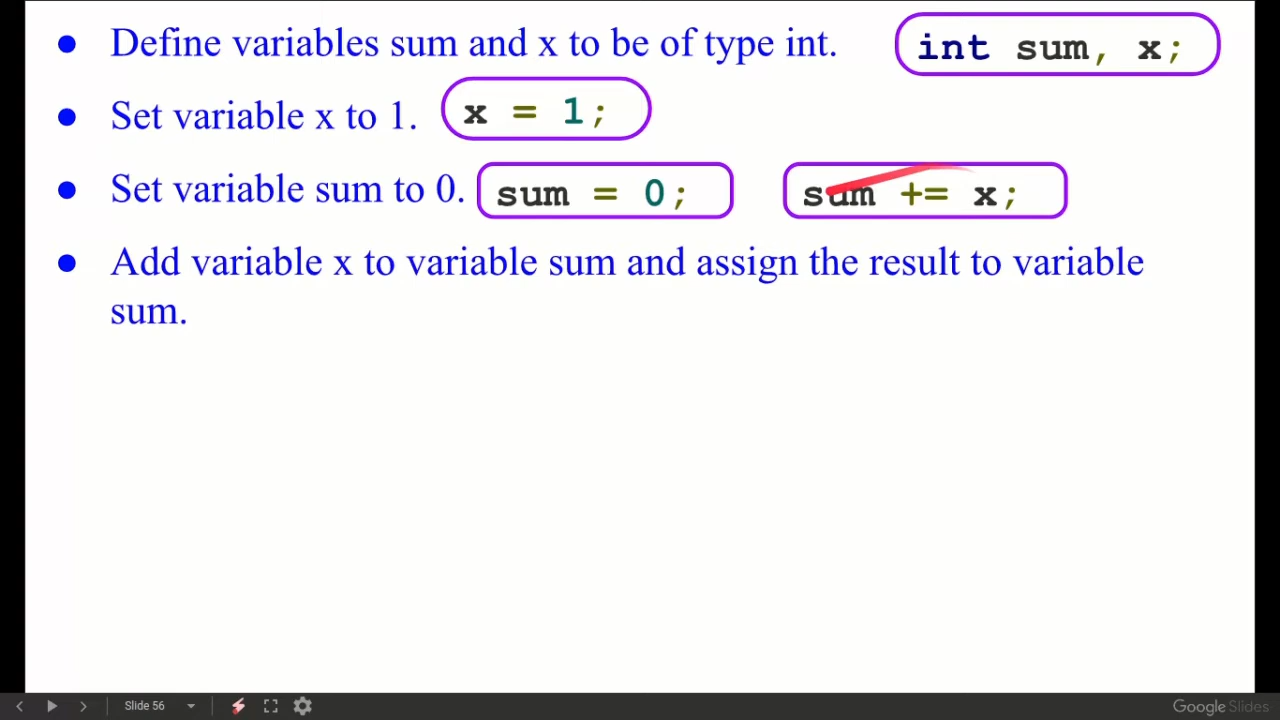 ● Define variables sum and x to be of type int. int sum, x;
● Set variable x to 1. x = 1;
● Set variable sum to 0. sum = 0; sum += x;
● Add variable x to variable sum and assign the result to variable
sum.
Slide 56
Google Slides